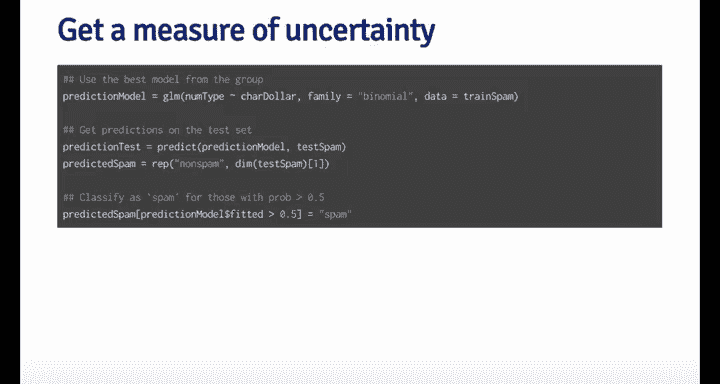 Get a measure of uncertainty
## Use the best model from the group
predictionModel = glm(numType ~ charDollar, family = "binomial", data = trainSpam)
## Get predictions on the test set
predictionTest = predict(predictionModel, testSpam)
predictedSpam = rep("nonspam", dim(testSpam)[1])
## Classify as `spam' for those with prob > 0.5
predictedSpam[predictionModel$fitted > 0.5] = "spam"